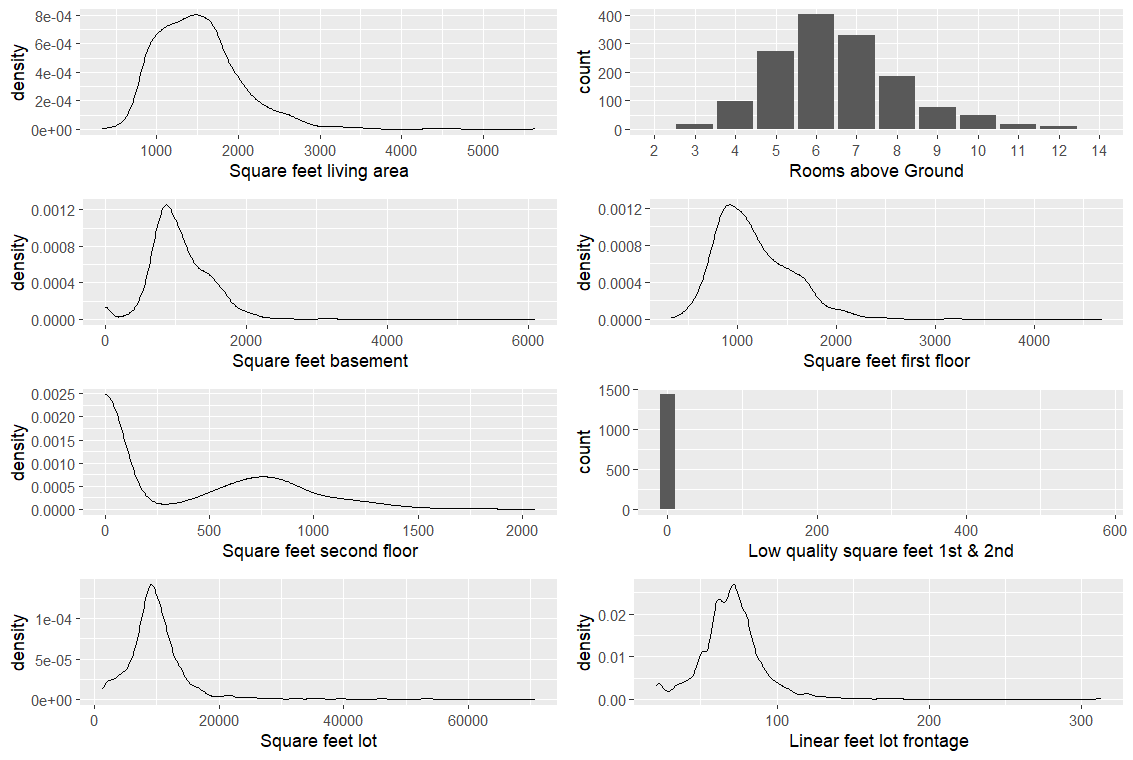 density
8e-04
6e-04
4e-04
2e-04
0e+00
1000 2000 3000 4000 5000
Square feet living area
count
400
300
200
100
0
2 3 4 5 6 7 8 9 10 11 12 14
Rooms above Ground
density
0.0012
0.0008
0.0004
0.0000
0 2000 4000 6000
Square feet basement
density
0.0012
0.0008
0.0004
0.0000
1000 2000 3000 4000
Square feet first floor
density
0.0025
0.0020
0.0015
0.0010
0.0005
0.0000
0 500 1000 1500 2000
Square feet second floor
count
1500
1000
500
0
0 200 400 600
Low quality square feet 1st & 2nd
density
1e-04
5e-05
0e+00
0 20000 40000 60000
Square feet lot
density
0.02
0.01
0.00
100 200 300
Linear feet lot frontage